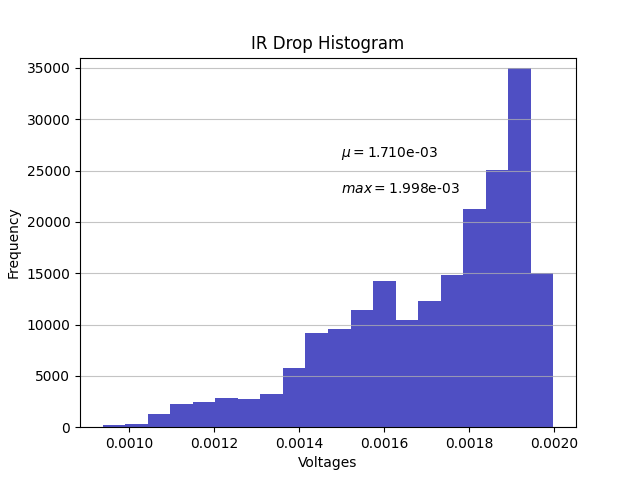 IR Drop Histogram
35000
30000
25000
20000
15000
10000
5000
0
Frequency
μ = 1.710e-03
max = 1.998e-03
0.0010 0.0012 0.0014 0.0016 0.0018 0.0020
Voltages